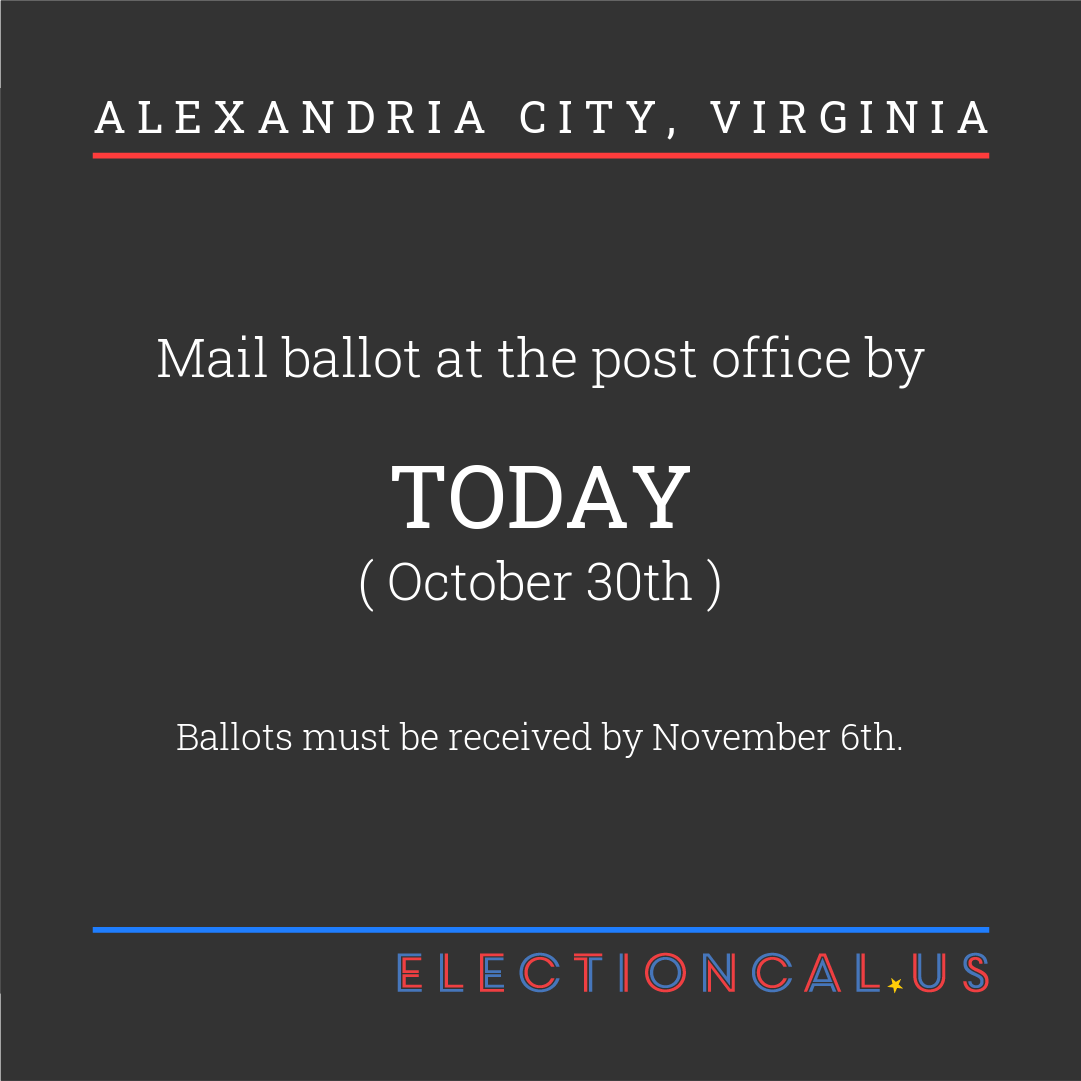 ALEXANDRIA CITY, VIRGINIA
Mail ballot at the post office by
TODAY
( October 30th )
Ballots must be received by November 6th.
ELECTIONCAL.US